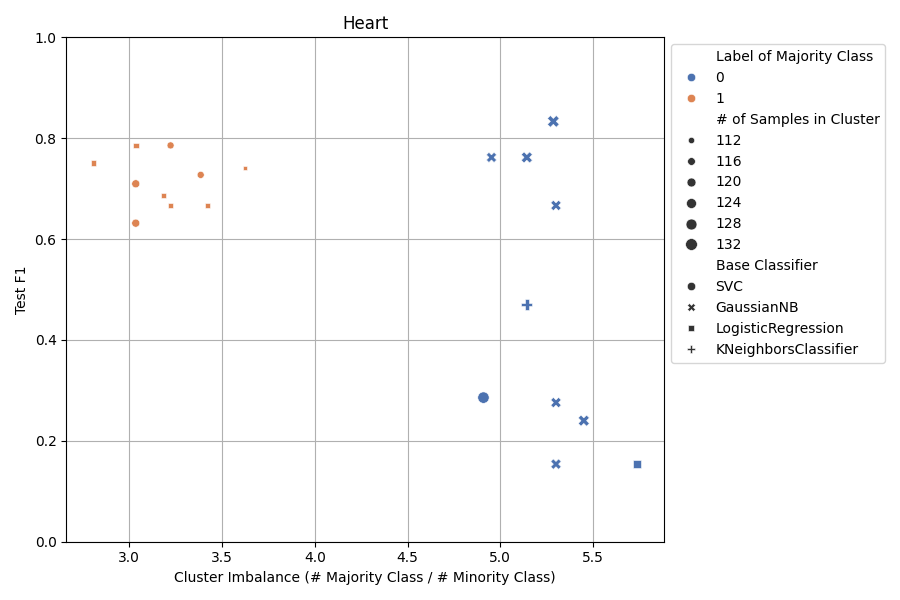 Heart
Test F1
1.0
0.8
0.6
0.4
0.2
0.0
3.0 3.5 4.0 4.5 5.0 5.5
Cluster Imbalance (# Majority Class / # Minority Class)
Label of Majority Class
0
1
# of Samples in Cluster
112
116
120
124
128
132
Base Classifier
SVC
GaussianNB
LogisticRegression
KNeighborsClassifier